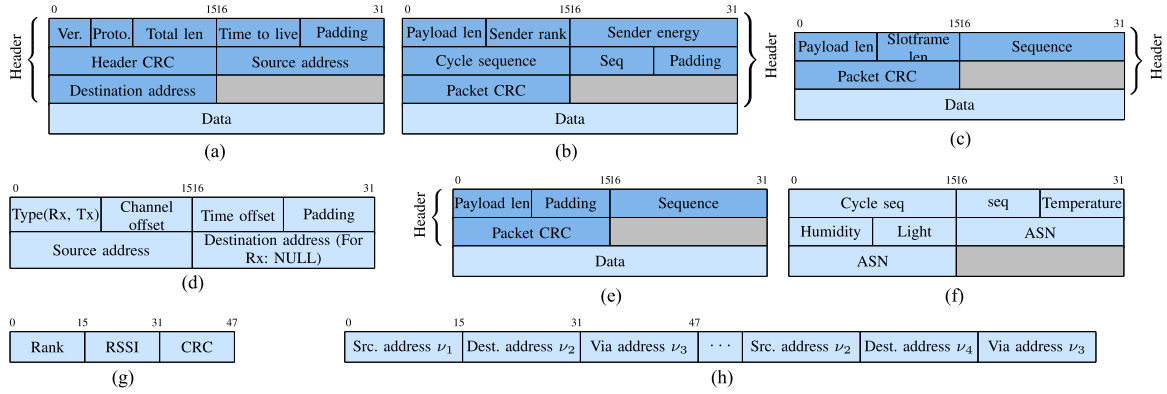 0 1516 31
Ver. Proto. Total len Time to live Padding
Header CRC Source address
Destination address
Data
Header
(a)
0 1516 31
Payload len Sender rank Sender energy
Cycle sequence Seq Padding
Packet CRC
Data
Header
(b)
0 1516 31
Payload len Slotframe len Sequence
Packet CRC
Data
Header
(c)
0 1516 31
Type(Rx, Tx) Channel offset Time offset Padding
Source address Destination address (For Rx: NULL)
(d)
0 1516 31
Payload len Padding Sequence
Packet CRC
Data
Header
(e)
0 1516 31
Cycle seq seq Temperature
Humidity Light ASN
ASN
(f)
0 15 31 47
Rank RSSI CRC
(g)
0 15 31 47
Src. address ν1 Dest. address ν2 Via address ν3 · · · Src. address ν2 Dest. address ν4 Via address ν3
(h)